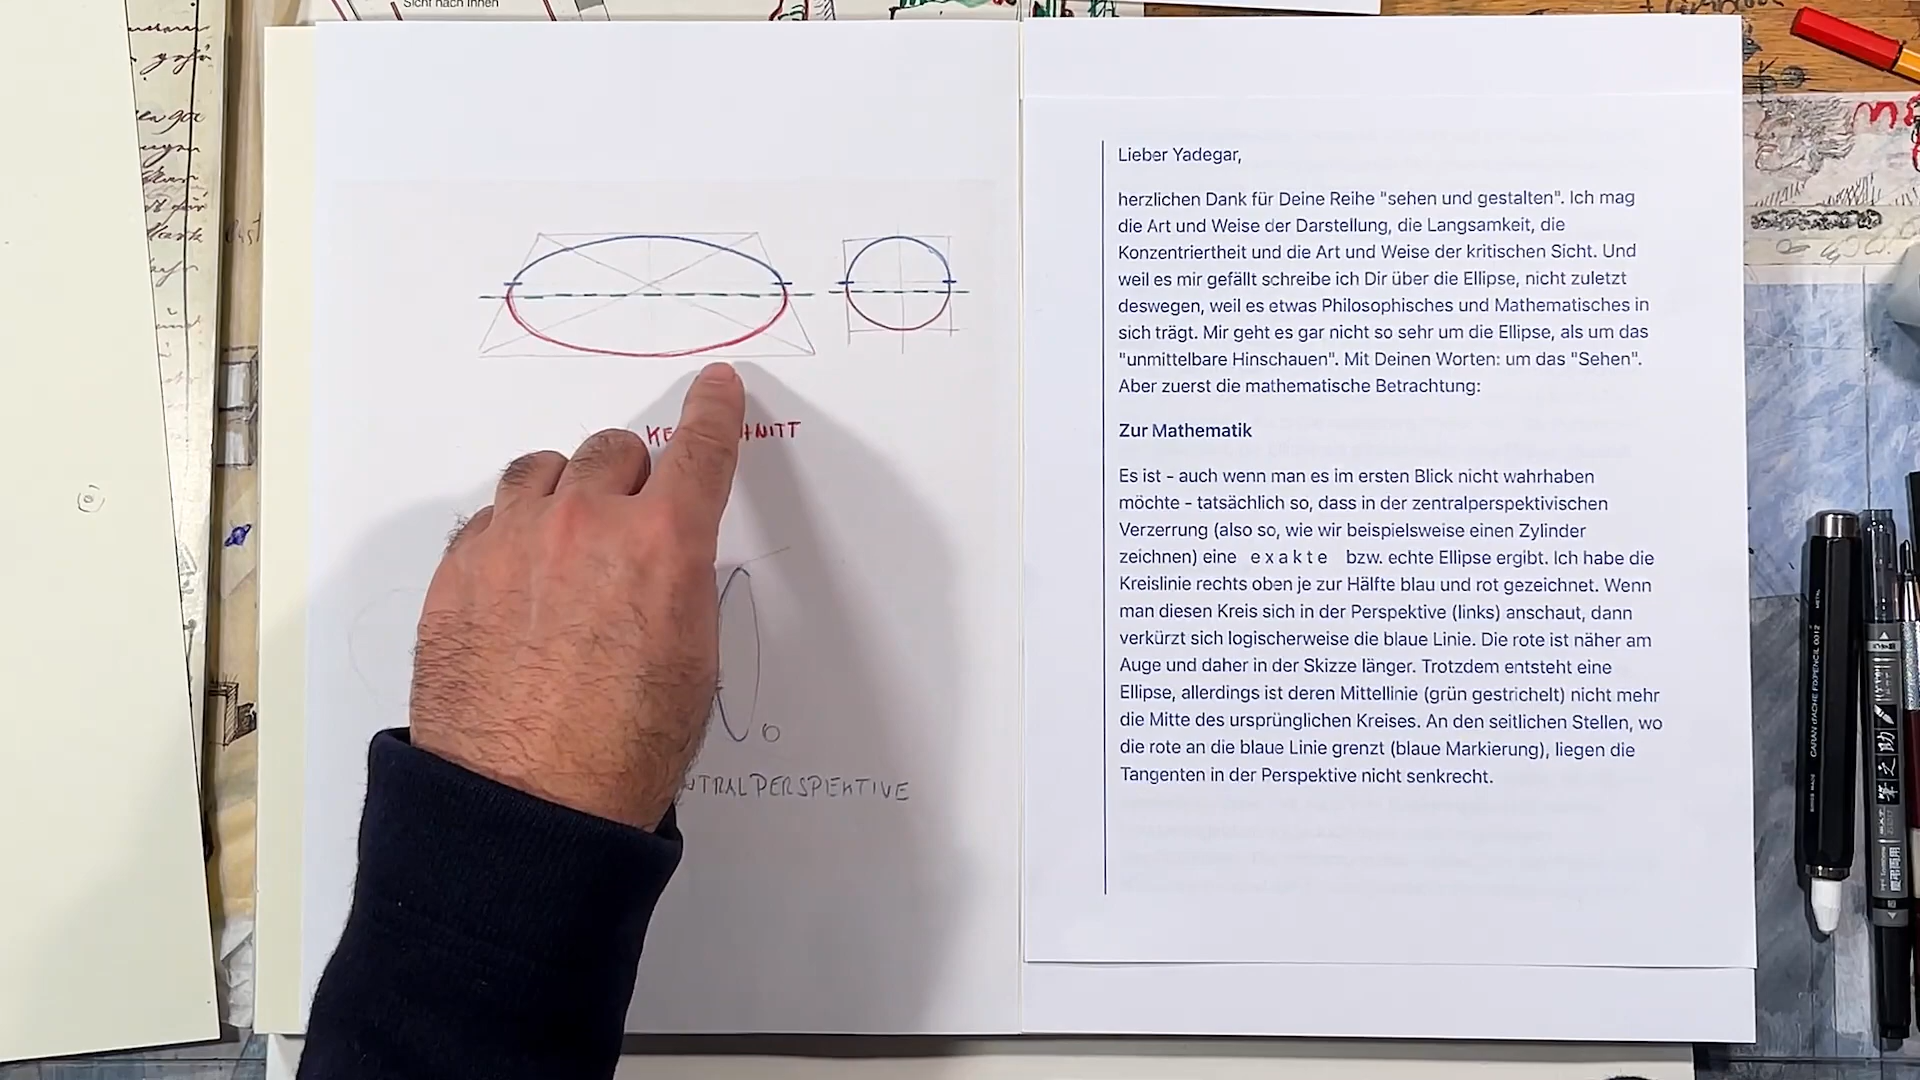 Sicht nach Innen
Lieber Yadegar,
herzlichen Dank für Deine Reihe "sehen und gestalten". Ich mag
die Art und Weise der Darstellung, die Langsamkeit, die
Konzentriertheit und die Art und Weise der kritischen Sicht. Und
weil es mir gefällt schreibe ich Dir über die Ellipse, nicht zuletzt
deswegen, weil es etwas Philosophisches und Mathematisches in
sich trägt. Mir geht es gar nicht so sehr um die Ellipse, als um das
"unmittelbare Hinschauen". Mit Deinen Worten: um das "Sehen".
Aber zuerst die mathematische Betrachtung:
Zur Mathematik
Es ist - auch wenn man es im ersten Blick nicht wahrhaben
möchte - tatsächlich so, dass in der zentralperspektivischen
Verzerrung (also so, wie wir beispielsweise einen Zylinder
zeichnen) eine e x a k t e bzw. echte Ellipse ergibt. Ich habe die
Kreislinie rechts oben je zur Hälfte blau und rot gezeichnet. Wenn
man diesen Kreis sich in der Perspektive (links) anschaut, dann
verkürzt sich logischerweise die blaue Linie. Die rote ist näher am
Auge und daher in der Skizze länger. Trotzdem entsteht eine
Ellipse, allerdings ist deren Mittellinie (grün gestrichelt) nicht mehr
die Mitte des ursprünglichen Kreises. An den seitlichen Stellen, wo
die rote an die blaue Linie grenzt (blaue Markierung), liegen die
Tangenten in der Perspektive nicht senkrecht.
KE HNITT
NTRALPERSPEKTIVE
CARAN d'ACHE FIXPENCIL